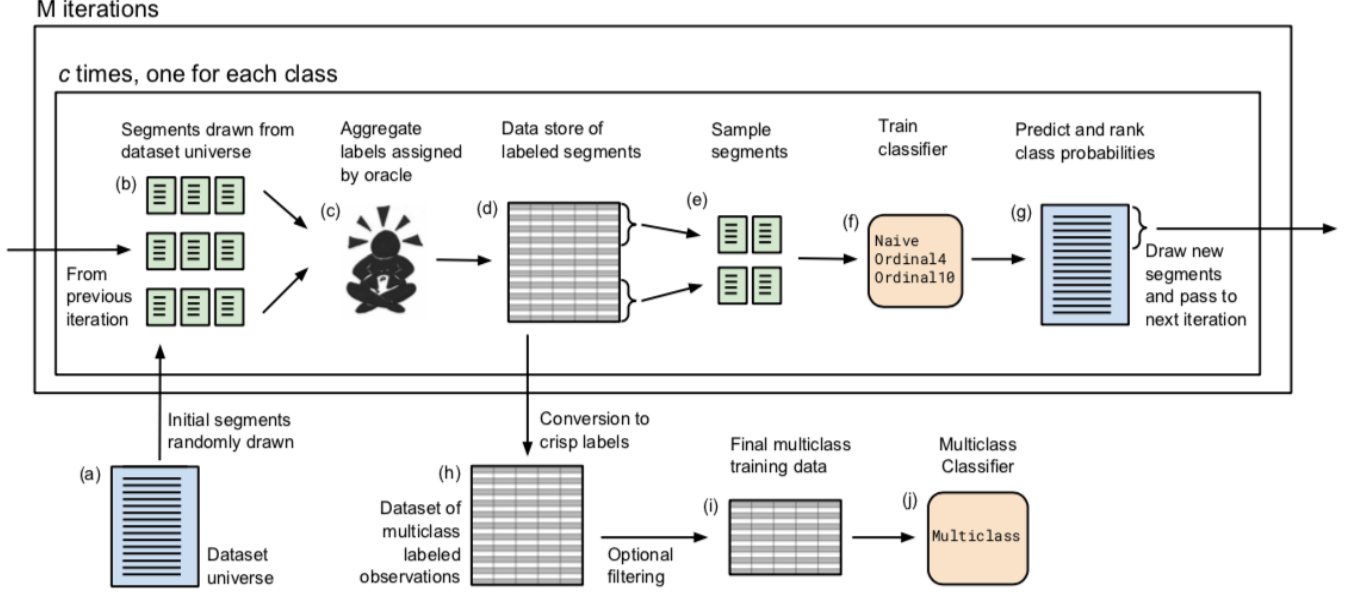 M iterations
c times, one for each class
Segments drawn from
dataset universe
(b)
From
previous
iteration
Aggregate
labels assigned
by oracle
(c)
Data store of
labeled segments
(d)
Sample
segments
(e)
Train
classifier
(f)
Naive
Ordinal4
Ordinal10
Predict and rank
class probabilities
(g)
Draw new
segments
and pass to
next iteration
Initial segments
randomly drawn
(a)
Dataset
universe
Conversion to
crisp labels
(h)
Dataset of
multiclass
labeled
observations
Optional
filtering
Final multiclass
training data
(i)
Multiclass
Classifier
(j)
Multiclass